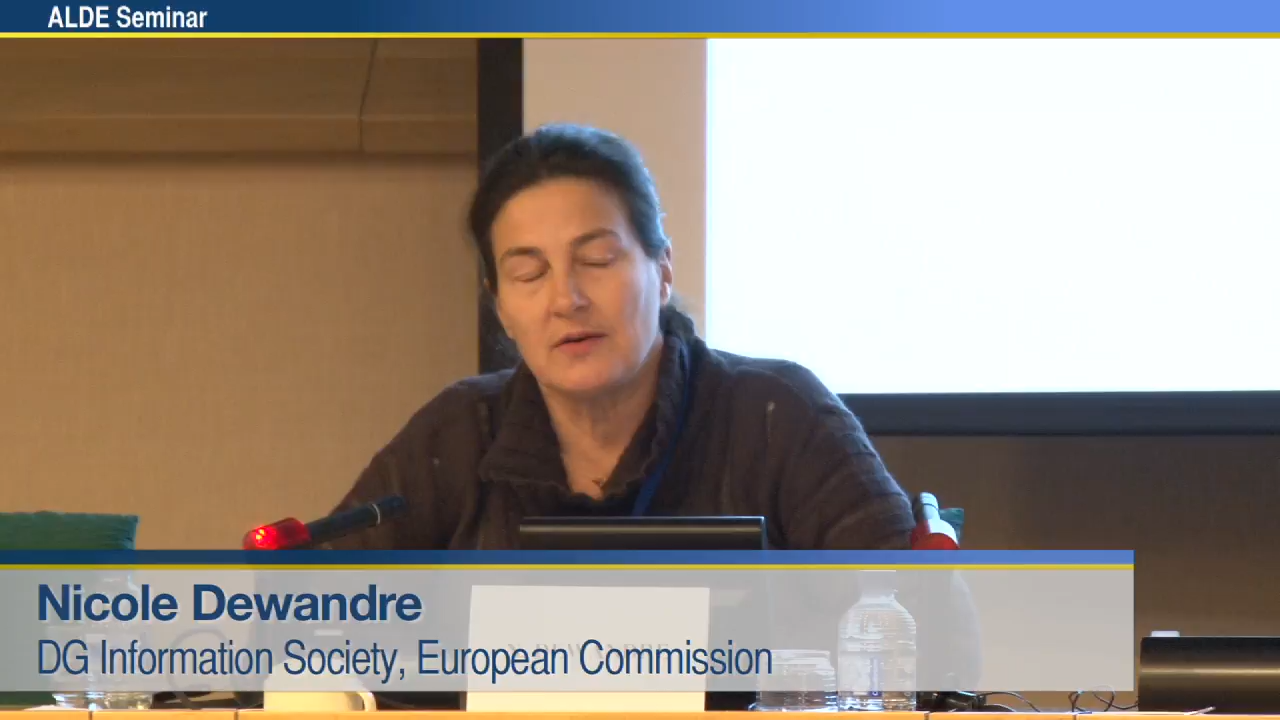 ALDE Seminar
Nicole Dewandre
DG Information Society, European Commission